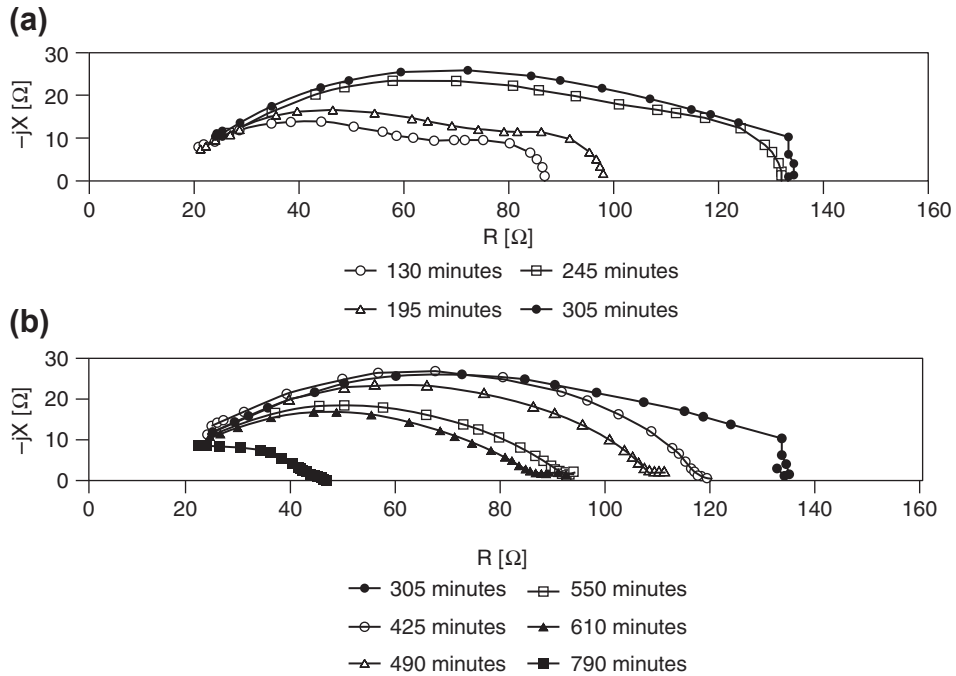 (a)
30
20
10
0
–jX [Ω]
0 20 40 60 80 100 120 140 160
R [Ω]
130 minutes 245 minutes
195 minutes 305 minutes
(b)
30
20
10
0
–jX [Ω]
0 20 40 60 80 100 120 140 160
R [Ω]
305 minutes 550 minutes
425 minutes 610 minutes
490 minutes 790 minutes